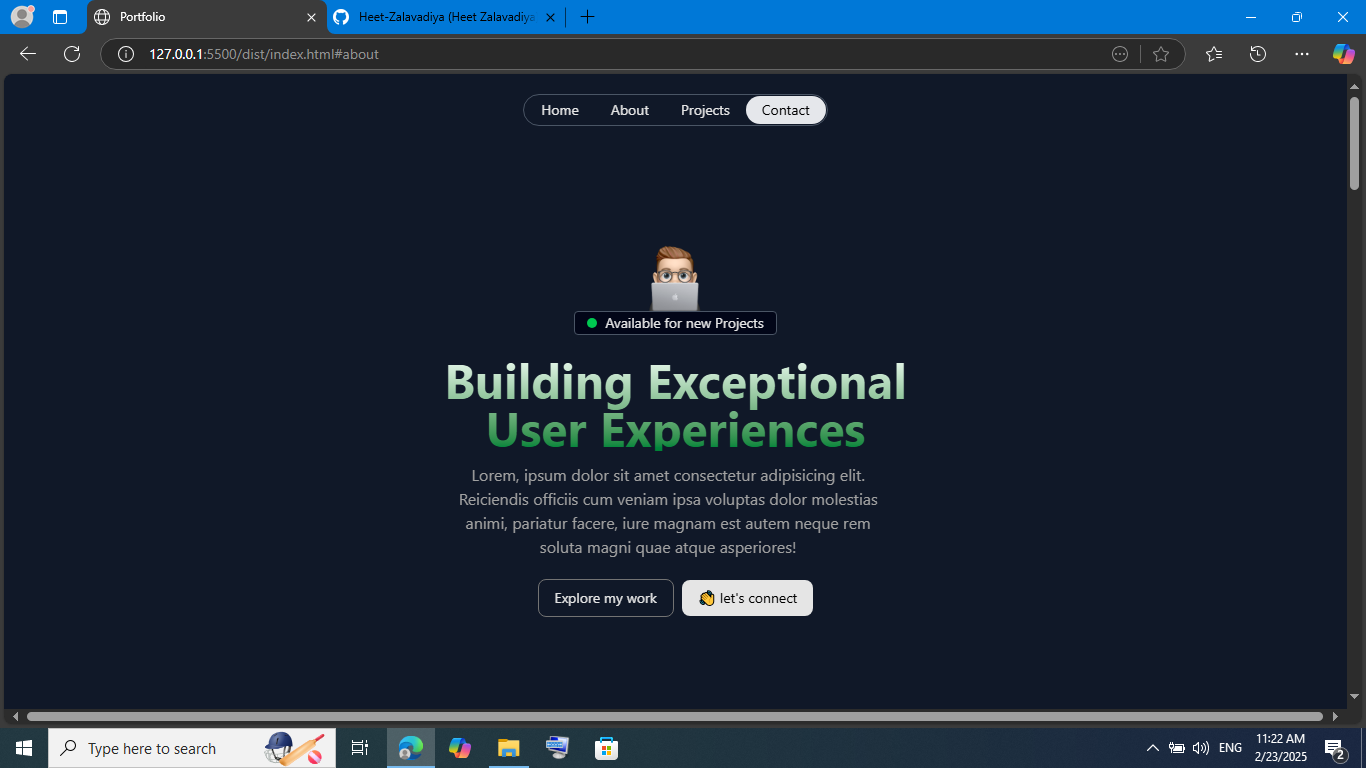 Portfolio
Heet-Zalavadiya (Heet Zalavadiya
127.0.0.1:5500/dist/index.html#about
Home About Projects Contact
Available for new Projects
Building Exceptional
User Experiences
Lorem, ipsum dolor sit amet consectetur adipisicing elit.
Reiciendis officiis cum veniam ipsa voluptas dolor molestias
animi, pariatur facere, iure magnam est autem neque rem
soluta magni quae atque asperiores!
Explore my work
👏 let's connect
Type here to search
ENG
11:22 AM
2/23/2025
2